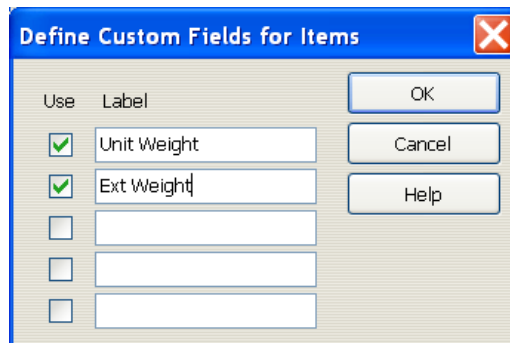 Define Custom Fields for Items
Use Label
OK
Unit Weight
Cancel
Ext Weight
Help